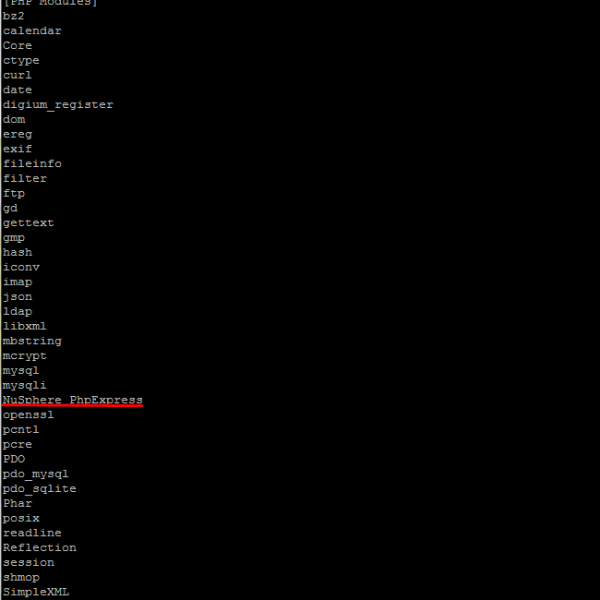 [PHP Modules]
bz2
calendar
Core
ctype
curl
date
digium_register
dom
ereg
exif
fileinfo
filter
ftp
gd
gettext
gmp
hash
iconv
imap
json
ldap
libxml
mbstring
mcrypt
mysql
mysqli
NuSphere PhpExpress
openssl
pcntl
pcre
PDO
pdo_mysql
pdo_sqlite
Phar
posix
readline
Reflection
session
shmop
SimpleXML